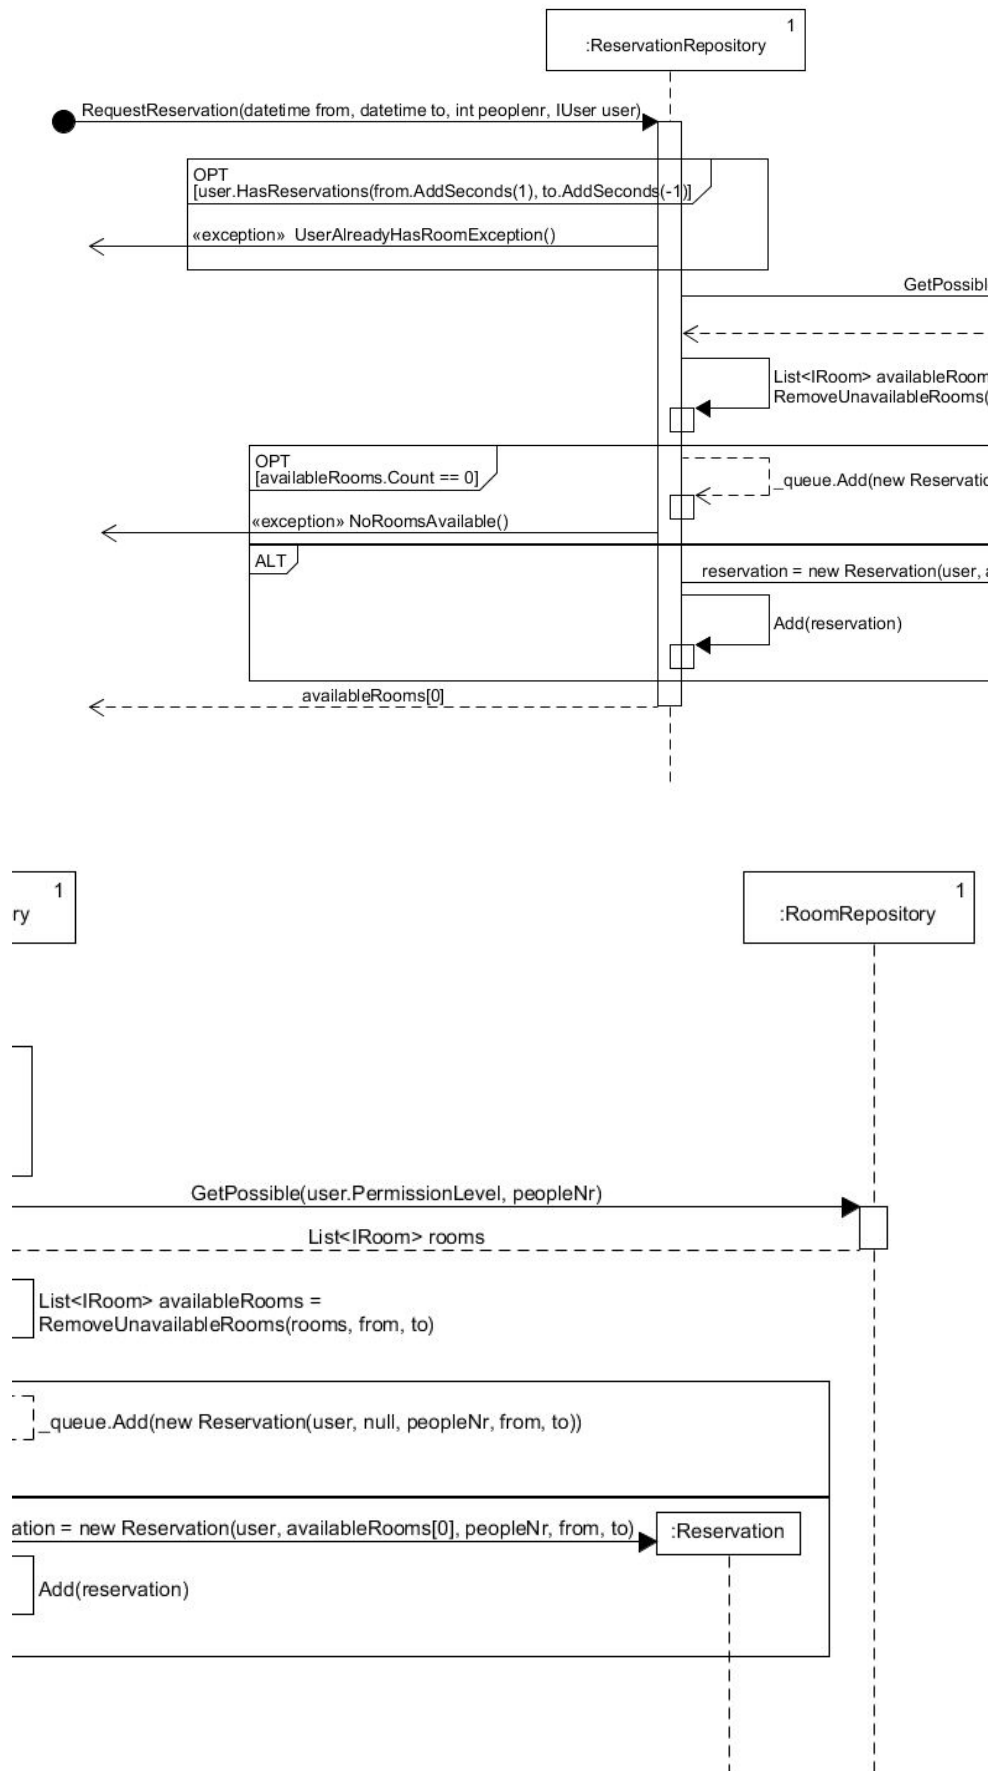 1
:ReservationRepository
RequestReservation(datetime from, datetime to, int peoplenr, IUser user)
OPT
[user.HasReservations(from.AddSeconds(1), to.AddSeconds(-1)]
«exception» UserAlreadyHasRoomException()
GetPossibl
List<IRoom> availableRoom
RemoveUnavailableRooms(
OPT
[availableRooms.Count == 0]
_queue.Add(new Reservatio
«exception» NoRoomsAvailable()
ALT
reservation = new Reservation(user, a
Add(reservation)
availableRooms[0]
1
ry
1
:RoomRepository
GetPossible(user.PermissionLevel, peopleNr)
List<IRoom> rooms
List<IRoom> availableRooms =
RemoveUnavailableRooms(rooms, from, to)
_queue.Add(new Reservation(user, null, peopleNr, from, to))
ation = new Reservation(user, availableRooms[0], peopleNr, from, to)
:Reservation
Add(reservation)